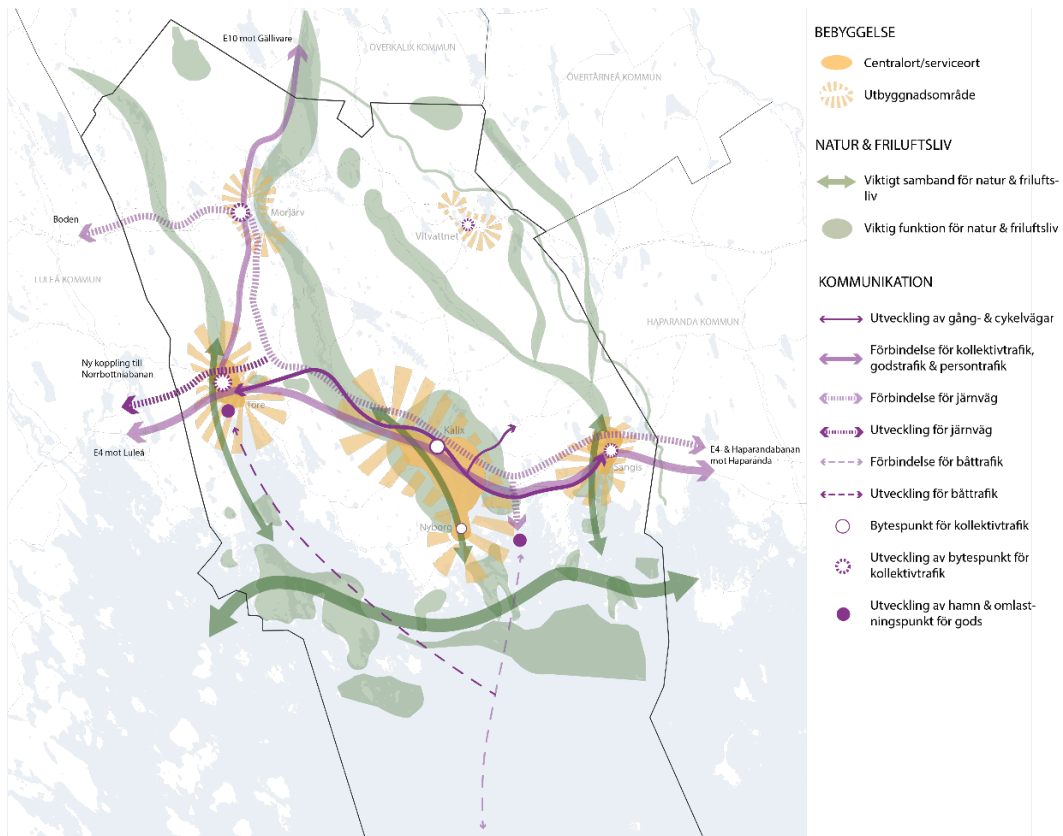 E10 mot Gällivare
ÖVERKALIX KOMMUN
ÖVERTÅRNEÅ KOMMUN
Morjärv
Boden
Vitvattnet
LULEÅ KOMMUN
HAPARANDA KOMMUN
Ny koppling till
Norrbottniabanan
Töre
Kalix
E4 mot Luleå
E4- & Haparandabanan
mot Haparanda
Sangis
Nyborg
BEBYGGELSE
Centralort/serviceort
Utbyggnadsområde
NATUR & FRILUFTSLIV
Viktigt samband för natur & frilufts-
liv
Viktig funktion för natur & friluftsliv
KOMMUNIKATION
Utveckling av gång- & cykelvägar
Förbindelse för kollektivtrafik,
godstrafik & persontrafik
Förbindelse för järnväg
Utveckling för järnväg
Förbindelse för båttrafik
Utveckling för båttrafik
Bytespunkt för kollektivtrafik
Utveckling av bytespunkt för
kollektivtrafik
Utveckling av hamn & omlast-
ningspunkt för gods